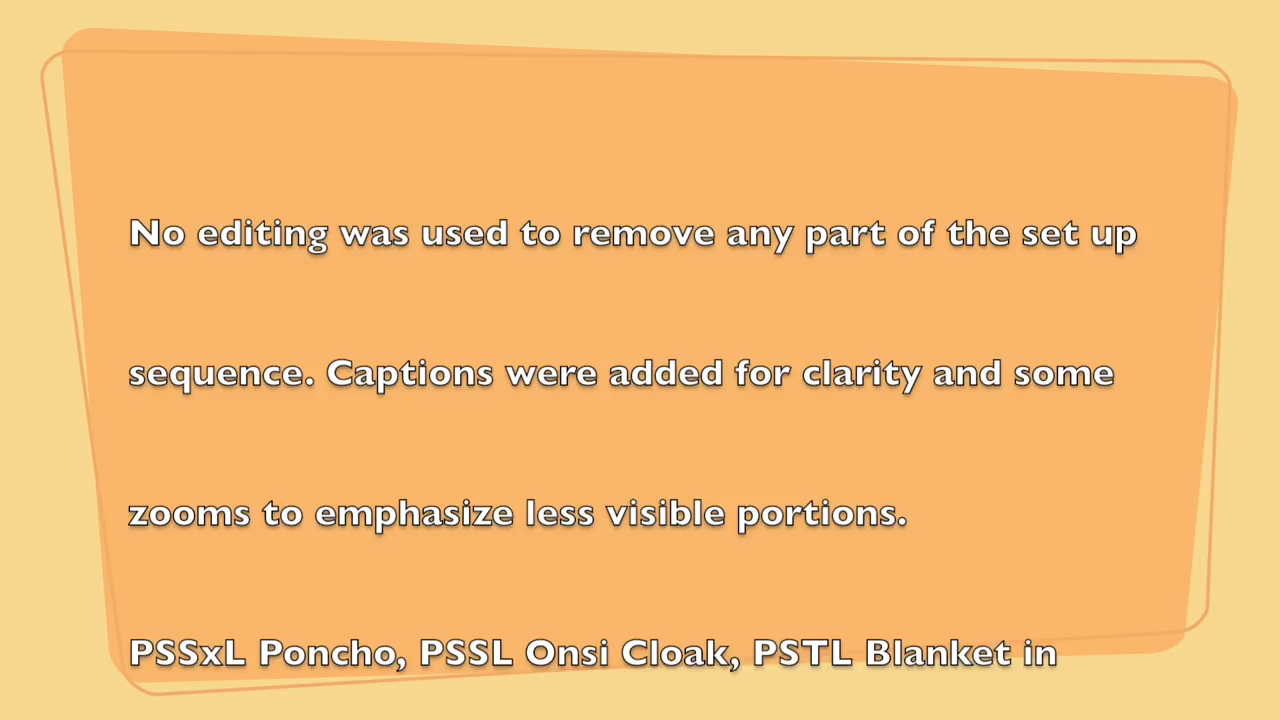 No editing was used to remove any part of the set up
sequence. Captions were added for clarity and some
zooms to emphasize less visible portions.
PSSxL Poncho, PSSL Onsi Cloak, PSTL Blanket in